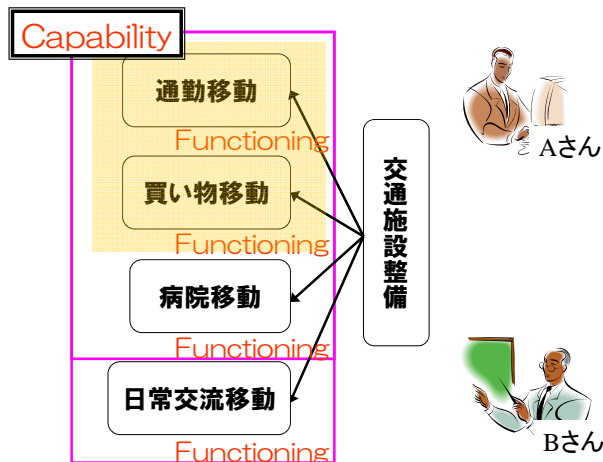 Capability
通勤移動
Functioning
買い物移動
Functioning
病院移動
Functioning
日常交流移動
Functioning
交通施設整備
Aさん
Bさん